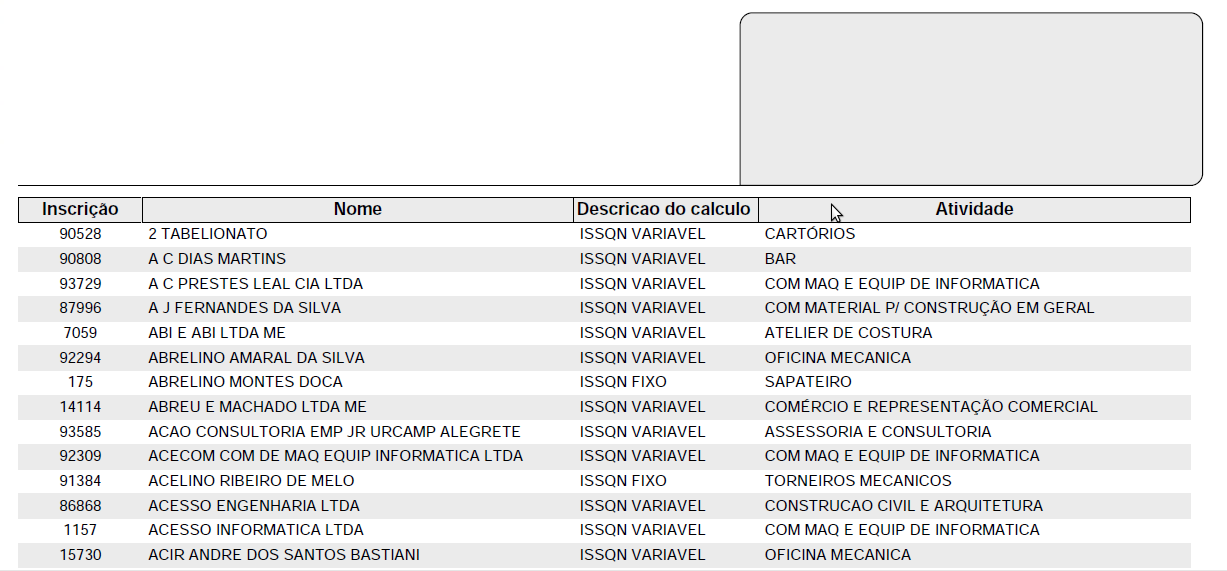 Inscrição Nome Descricao do calculo Atividade
90528 2 TABELIONATO ISSQN VARIAVEL CARTÓRIOS
90808 A C DIAS MARTINS ISSQN VARIAVEL BAR
93729 A C PRESTES LEAL CIA LTDA ISSQN VARIAVEL COM MAQ E EQUIP DE INFORMATICA
87996 A J FERNANDES DA SILVA ISSQN VARIAVEL COM MATERIAL P/ CONSTRUÇÃO EM GERAL
7059 ABI E ABI LTDA ME ISSQN VARIAVEL ATELIER DE COSTURA
92294 ABRELINO AMARAL DA SILVA ISSQN VARIAVEL OFICINA MECANICA
175 ABRELINO MONTES DOCA ISSQN FIXO SAPATEIRO
14114 ABREU E MACHADO LTDA ME ISSQN VARIAVEL COMÉRCIO E REPRESENTAÇÃO COMERCIAL
93585 ACAO CONSULTORIA EMP JR URCAMP ALEGRETE ISSQN VARIAVEL ASSESSORIA E CONSULTORIA
92309 ACECOM COM DE MAQ EQUIP INFORMATICA LTDA ISSQN VARIAVEL COM MAQ E EQUIP DE INFORMATICA
91384 ACELINO RIBEIRO DE MELO ISSQN FIXO TORNEIROS MECANICOS
86868 ACESSO ENGENHARIA LTDA ISSQN VARIAVEL CONSTRUCAO CIVIL E ARQUITETURA
1157 ACESSO INFORMATICA LTDA ISSQN VARIAVEL COM MAQ E EQUIP DE INFORMATICA
15730 ACIR ANDRE DOS SANTOS BASTIANI ISSQN VARIAVEL OFICINA MECANICA